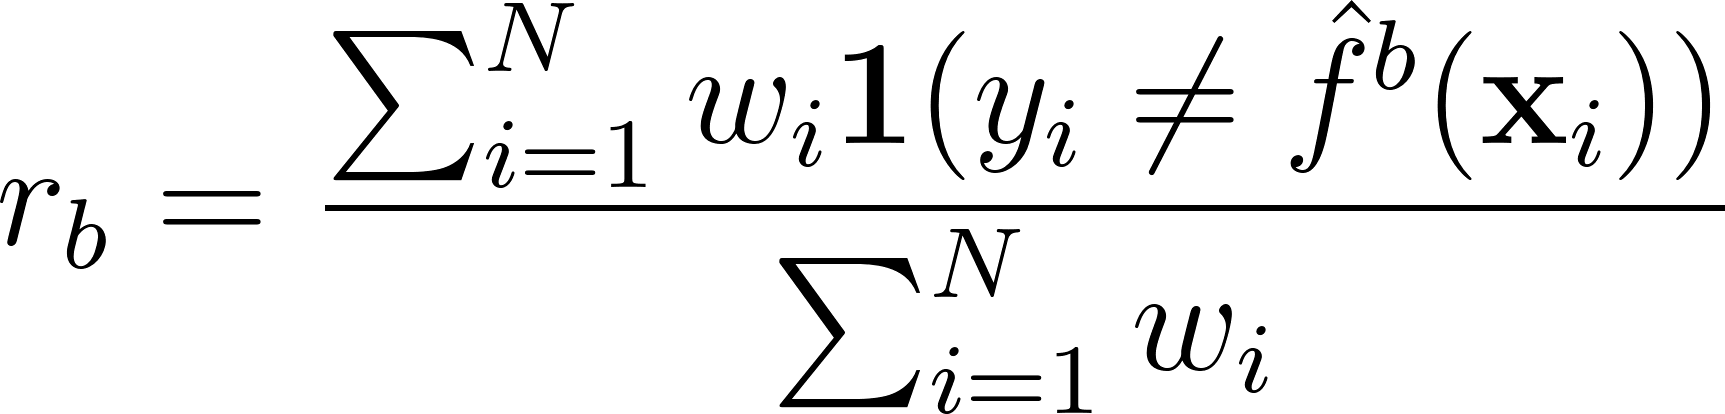 r_b = \frac{\sum_{i=1}^{N} w_i \mathbf{1}(y_i \neq \hat{f}^b(\mathbf{x}_i))}{\sum_{i=1}^{N} w_i}